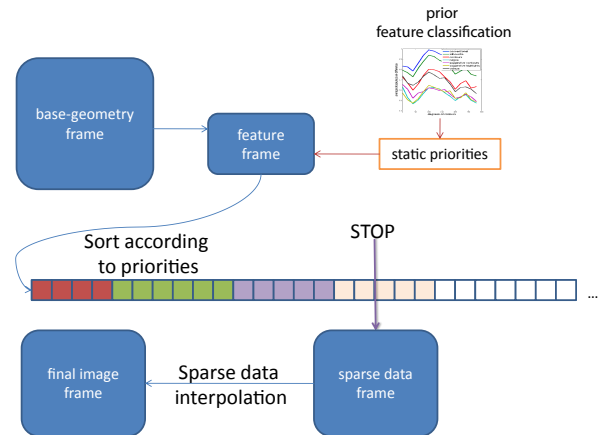 prior
feature classification
base-geometry
frame
feature
frame
static priorities
Sort according
to priorities
STOP
...
final image
frame
Sparse data
interpolation
sparse data
frame